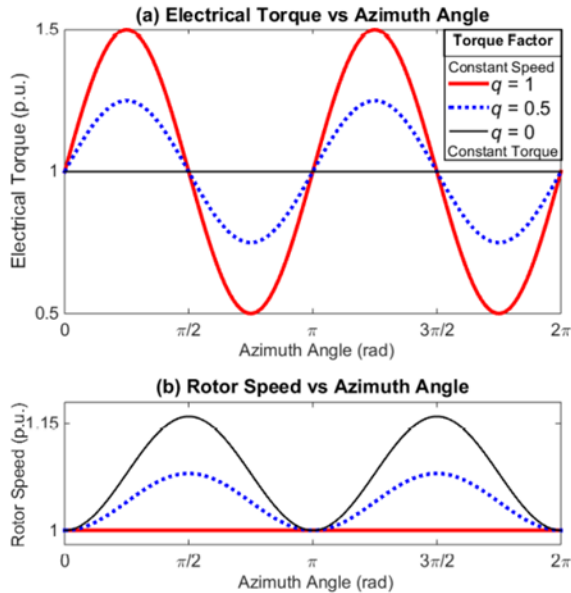 (a) Electrical Torque vs Azimuth Angle
1.5
1
0.5
Electrical Torque (p.u.)
Torque Factor
Constant Speed
q = 1
q = 0.5
q = 0
Constant Torque
0 π/2 π 3π/2 2π
Azimuth Angle (rad)
(b) Rotor Speed vs Azimuth Angle
1.15
1
Rotor Speed (p.u.)
0 π/2 π 3π/2 2π
Azimuth Angle (rad)